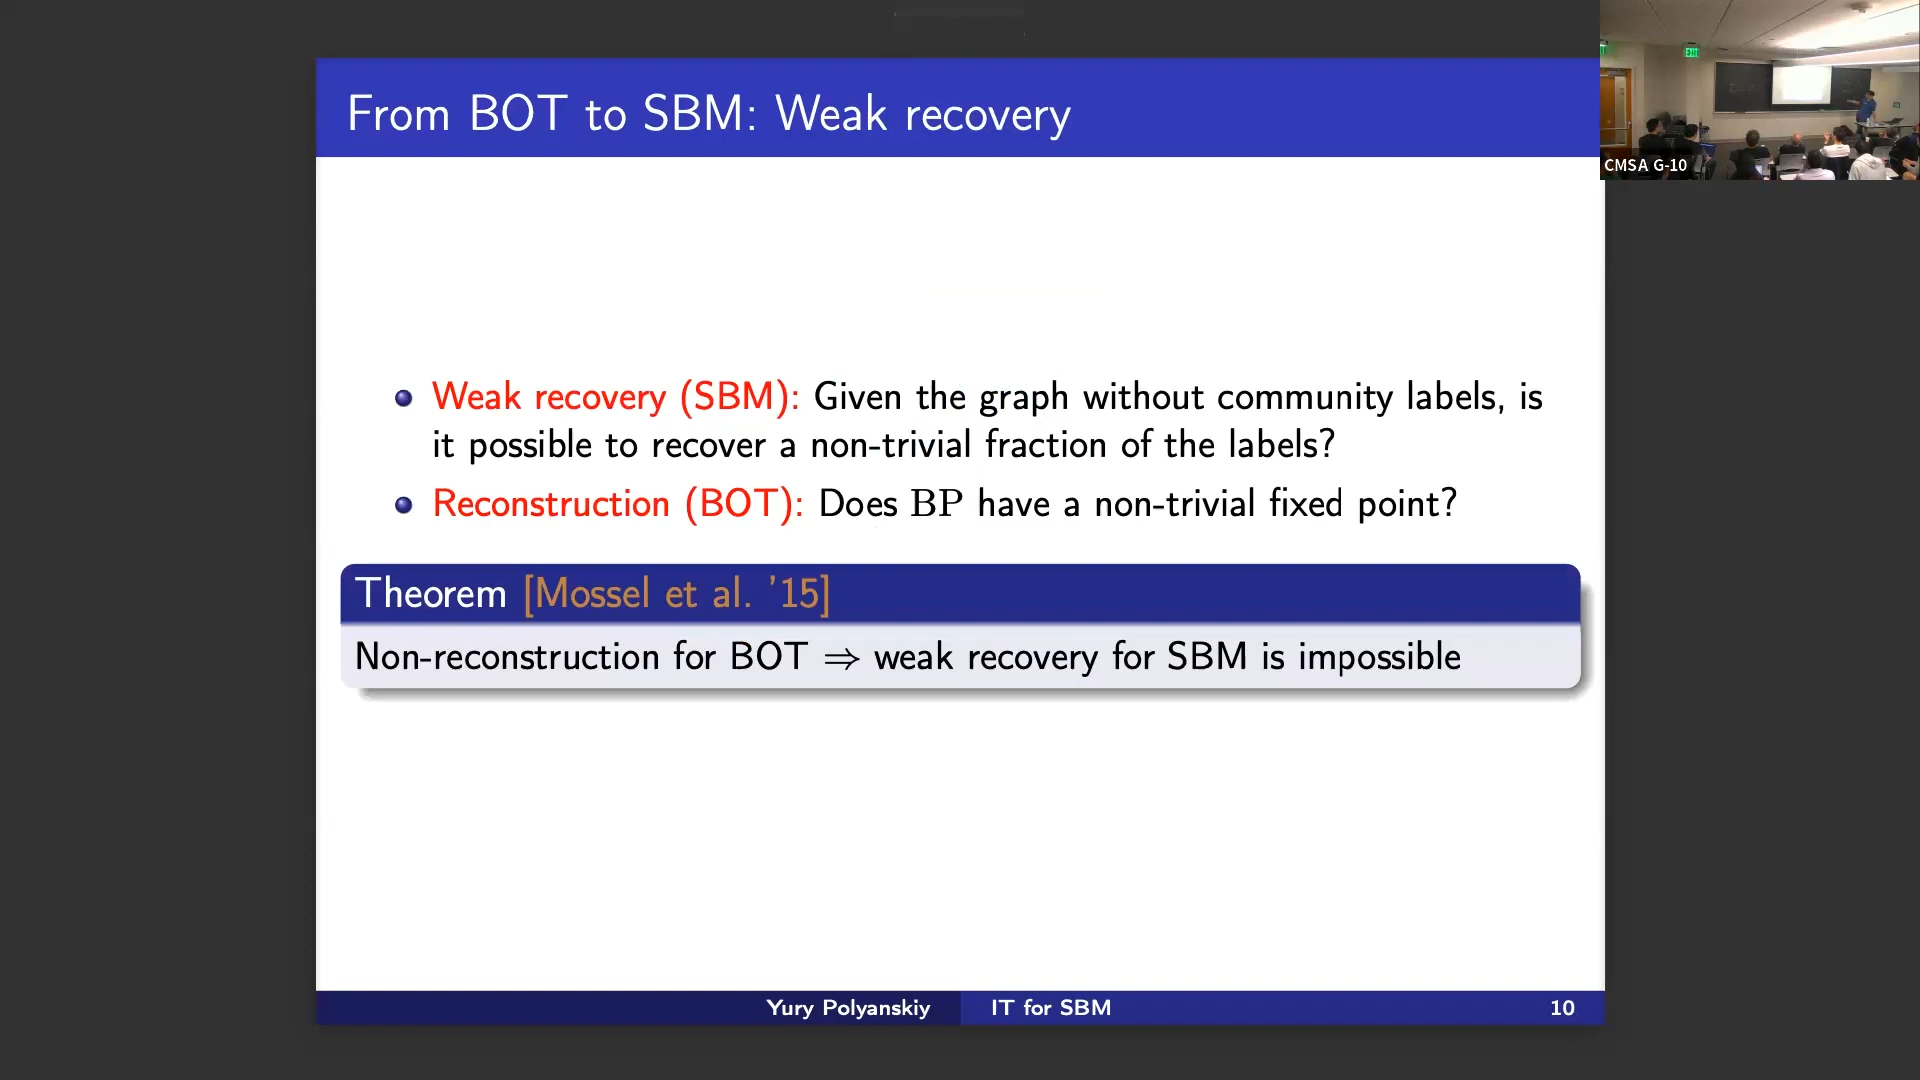 From BOT to SBM: Weak recovery
EXIT
CMSA G-10
Weak recovery (SBM): Given the graph without community labels, is
it possible to recover a non-trivial fraction of the labels?
Reconstruction (BOT): Does BP have a non-trivial fixed point?
Theorem [Mossel et al. '15]
Non-reconstruction for BOT ⇒ weak recovery for SBM is impossible
Yury Polyanskiy IT for SBM 10